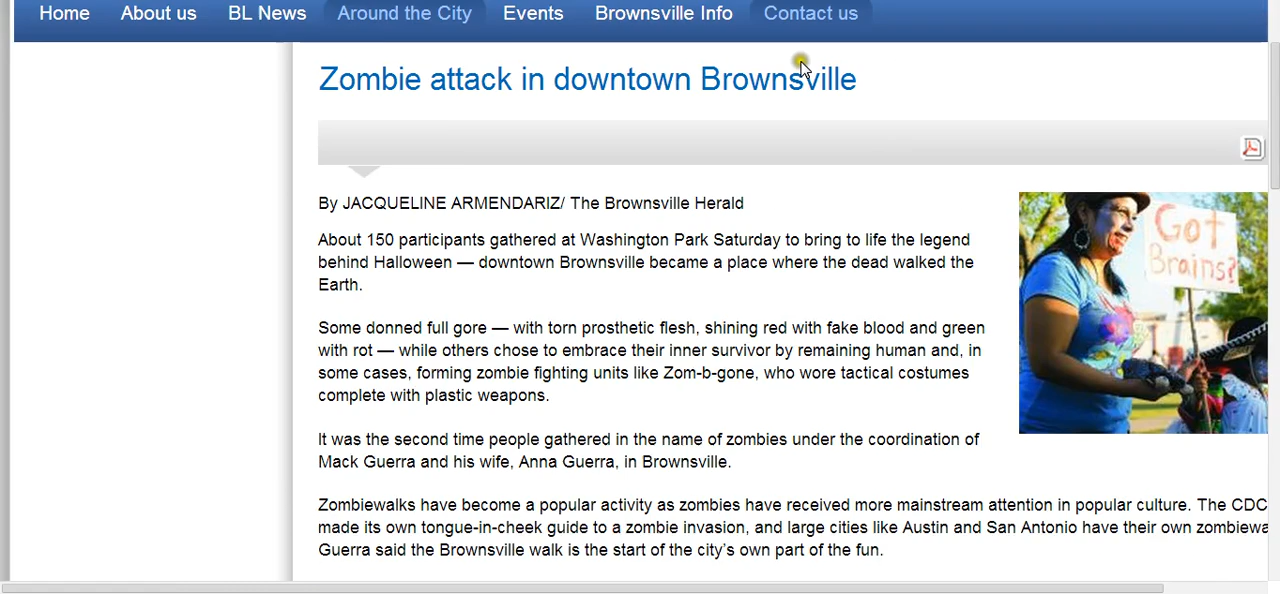 Home About us BL News Around the City Events Brownsville Info Contact us
Zombie attack in downtown Brownsville
By JACQUELINE ARMENDARIZ/ The Brownsville Herald
About 150 participants gathered at Washington Park Saturday to bring to life the legend
behind Halloween — downtown Brownsville became a place where the dead walked the
Earth.
Got
Brains?
Some donned full gore — with torn prosthetic flesh, shining red with fake blood and green
with rot — while others chose to embrace their inner survivor by remaining human and, in
some cases, forming zombie fighting units like Zom-b-gone, who wore tactical costumes
complete with plastic weapons.
It was the second time people gathered in the name of zombies under the coordination of
Mack Guerra and his wife, Anna Guerra, in Brownsville.
Zombiewalks have become a popular activity as zombies have received more mainstream attention in popular culture. The CDC
made its own tongue-in-cheek guide to a zombie invasion, and large cities like Austin and San Antonio have their own zombiewa
Guerra said the Brownsville walk is the start of the city’s own part of the fun.